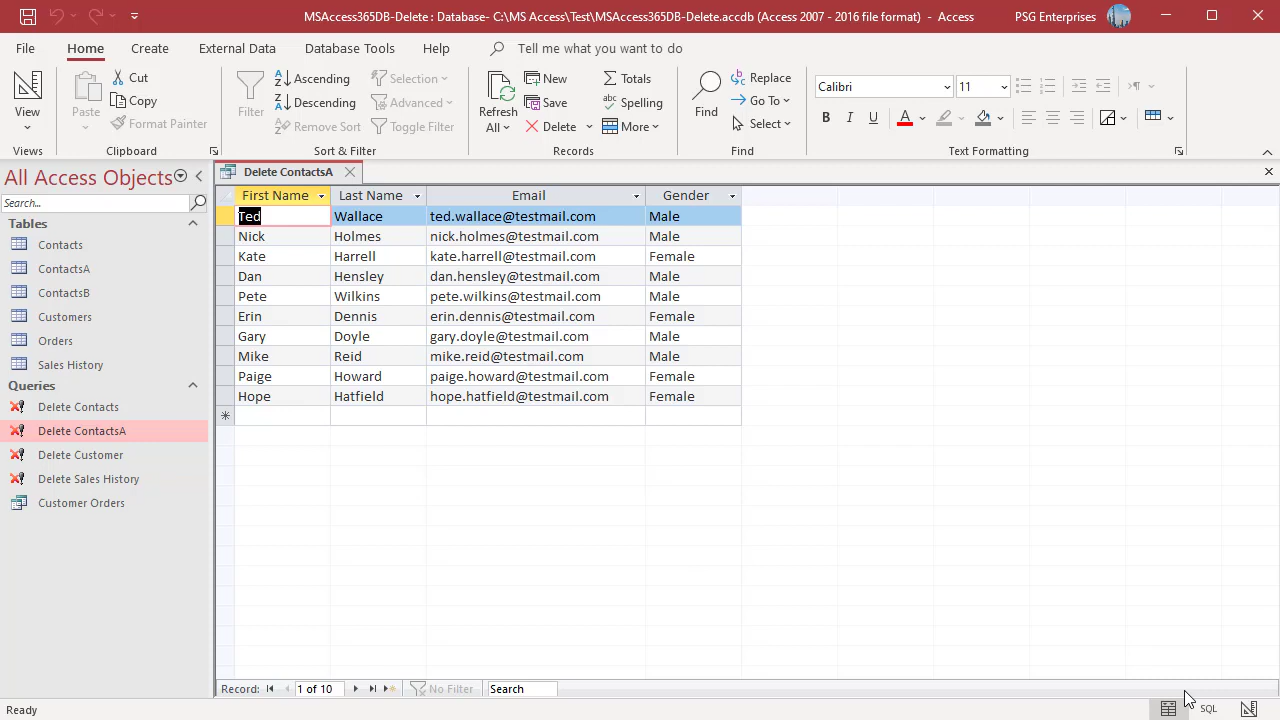 MSAccess365DB-Delete : Database- C:\MS Access\Test\MSAccess365DB-Delete.accdb (Access 2007 - 2016 file format) - Access PSG Enterprises
File Home Create External Data Database Tools Help Tell me what you want to do
View
Views
Paste
Cut
Copy
Format Painter
Clipboard
Filter
Ascending
Descending
Remove Sort
Selection
Advanced
Toggle Filter
Sort & Filter
Refresh
All
New
Save
Delete
Totals
Spelling
More
Records
Find
Replace
Go To
Select
Find
Calibri 11
B I U A
Text Formatting
All Access Objects
Search...
Tables
Contacts
ContactsA
ContactsB
Customers
Orders
Sales History
Queries
Delete Contacts
Delete ContactsA
Delete Customer
Delete Sales History
Customer Orders
Delete ContactsA
First Name Last Name Email Gender
Ted Wallace ted.wallace@testmail.com Male
Nick Holmes nick.holmes@testmail.com Male
Kate Harrell kate.harrell@testmail.com Female
Dan Hensley dan.hensley@testmail.com Male
Pete Wilkins pete.wilkins@testmail.com Male
Erin Dennis erin.dennis@testmail.com Female
Gary Doyle gary.doyle@testmail.com Male
Mike Reid mike.reid@testmail.com Male
Paige Howard paige.howard@testmail.com Female
Hope Hatfield hope.hatfield@testmail.com Female
Record: 1 of 10 No Filter Search
Ready SQL